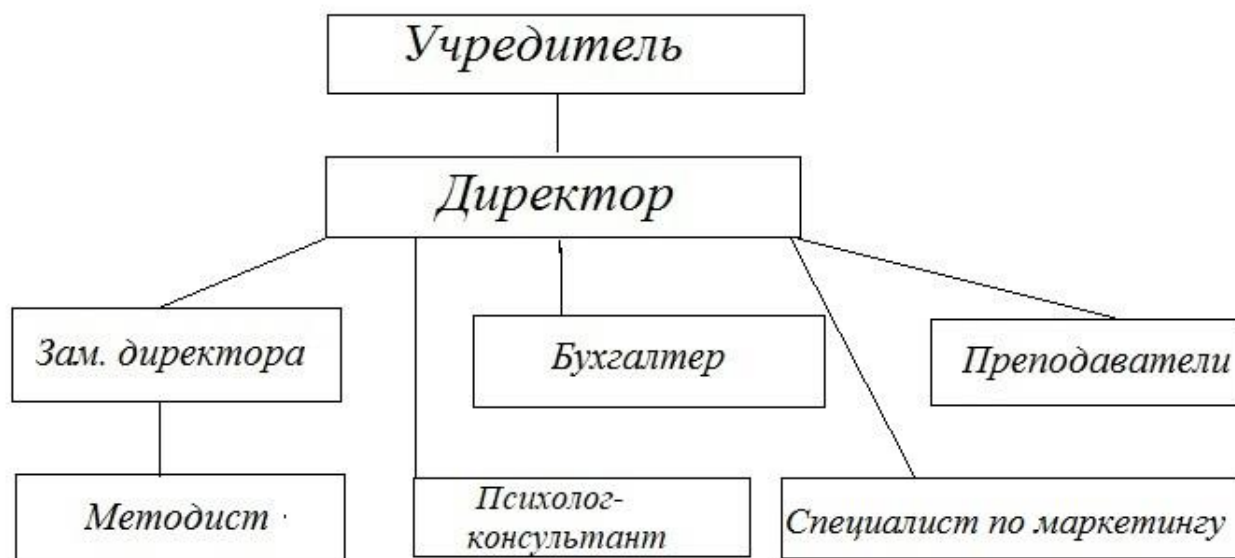 Учредитель
Директор
Зам. директора
Бухгалтер
Преподаватели
Методист
Психолог-
консультант
Специалист по маркетингу